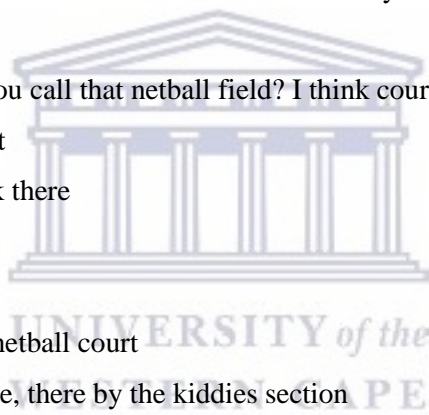 ou call that netball field? I think cour
t
k there
netball court
UNIVERSITY of the
e, there by the kiddies section
WESTERN CAPE